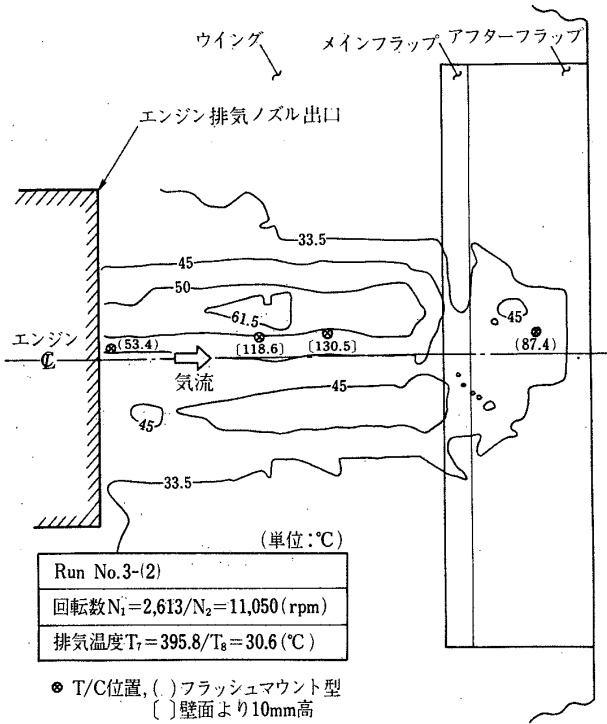 ウイング
メインフラップ
アフターフラップ
エンジン排気ノズル出口
33.5
45
50
61.5
45
エンジン
℄
(53.4)
〔118.6〕
〔130.5〕
(87.4)
気流
45
45
33.5
(単位:℃)
Run No.3-(2)
回転数N₁=2,613/N₂=11,050(rpm)
排気温度T₇=395.8/T₈=30.6(℃)
⊗ T/C位置,( )フラッシュマウント型
〔 〕壁面より10mm高